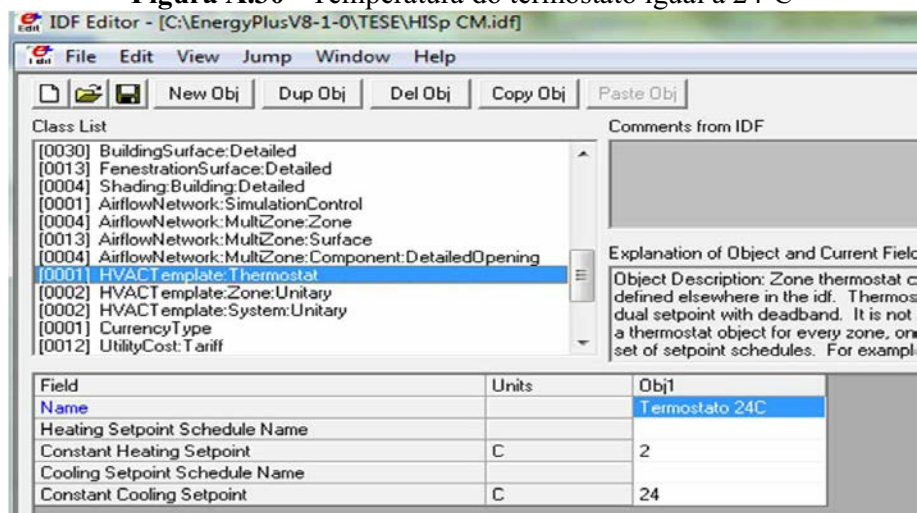 Figura A.30 - Temperatura do termostato igual a 24°C
IDF Editor - [C:\EnergyPlusV8-1-0\TESE\HISp CM.idf]
File Edit View Jump Window Help
New Obj Dup Obj Del Obj Copy Obj Paste Obj
Class List
Comments from IDF
[0030] BuildingSurface:Detailed
[0013] FenestrationSurface:Detailed
[0004] Shading:Building:Detailed
[0001] AirflowNetwork:SimulationControl
[0004] AirflowNetwork:MultiZone:Zone
[0013] AirflowNetwork:MultiZone:Surface
[0004] AirflowNetwork:MultiZone:Component:DetailedOpening
[0001] HVACTemplate:Thermostat
[0002] HVACTemplate:Zone:Unitary
[0002] HVACTemplate:System:Unitary
[0001] CurrencyType
[0012] UtilityCost:Tariff
Explanation of Object and Current Field
Object Description: Zone thermostat c
defined elsewhere in the idf. Thermos
dual setpoint with deadband. It is not
a thermostat object for every zone, on
set of setpoint schedules. For exampl
Field Units Obj1
Name Termostato 24C
Heating Setpoint Schedule Name
Constant Heating Setpoint C 2
Cooling Setpoint Schedule Name
Constant Cooling Setpoint C 24